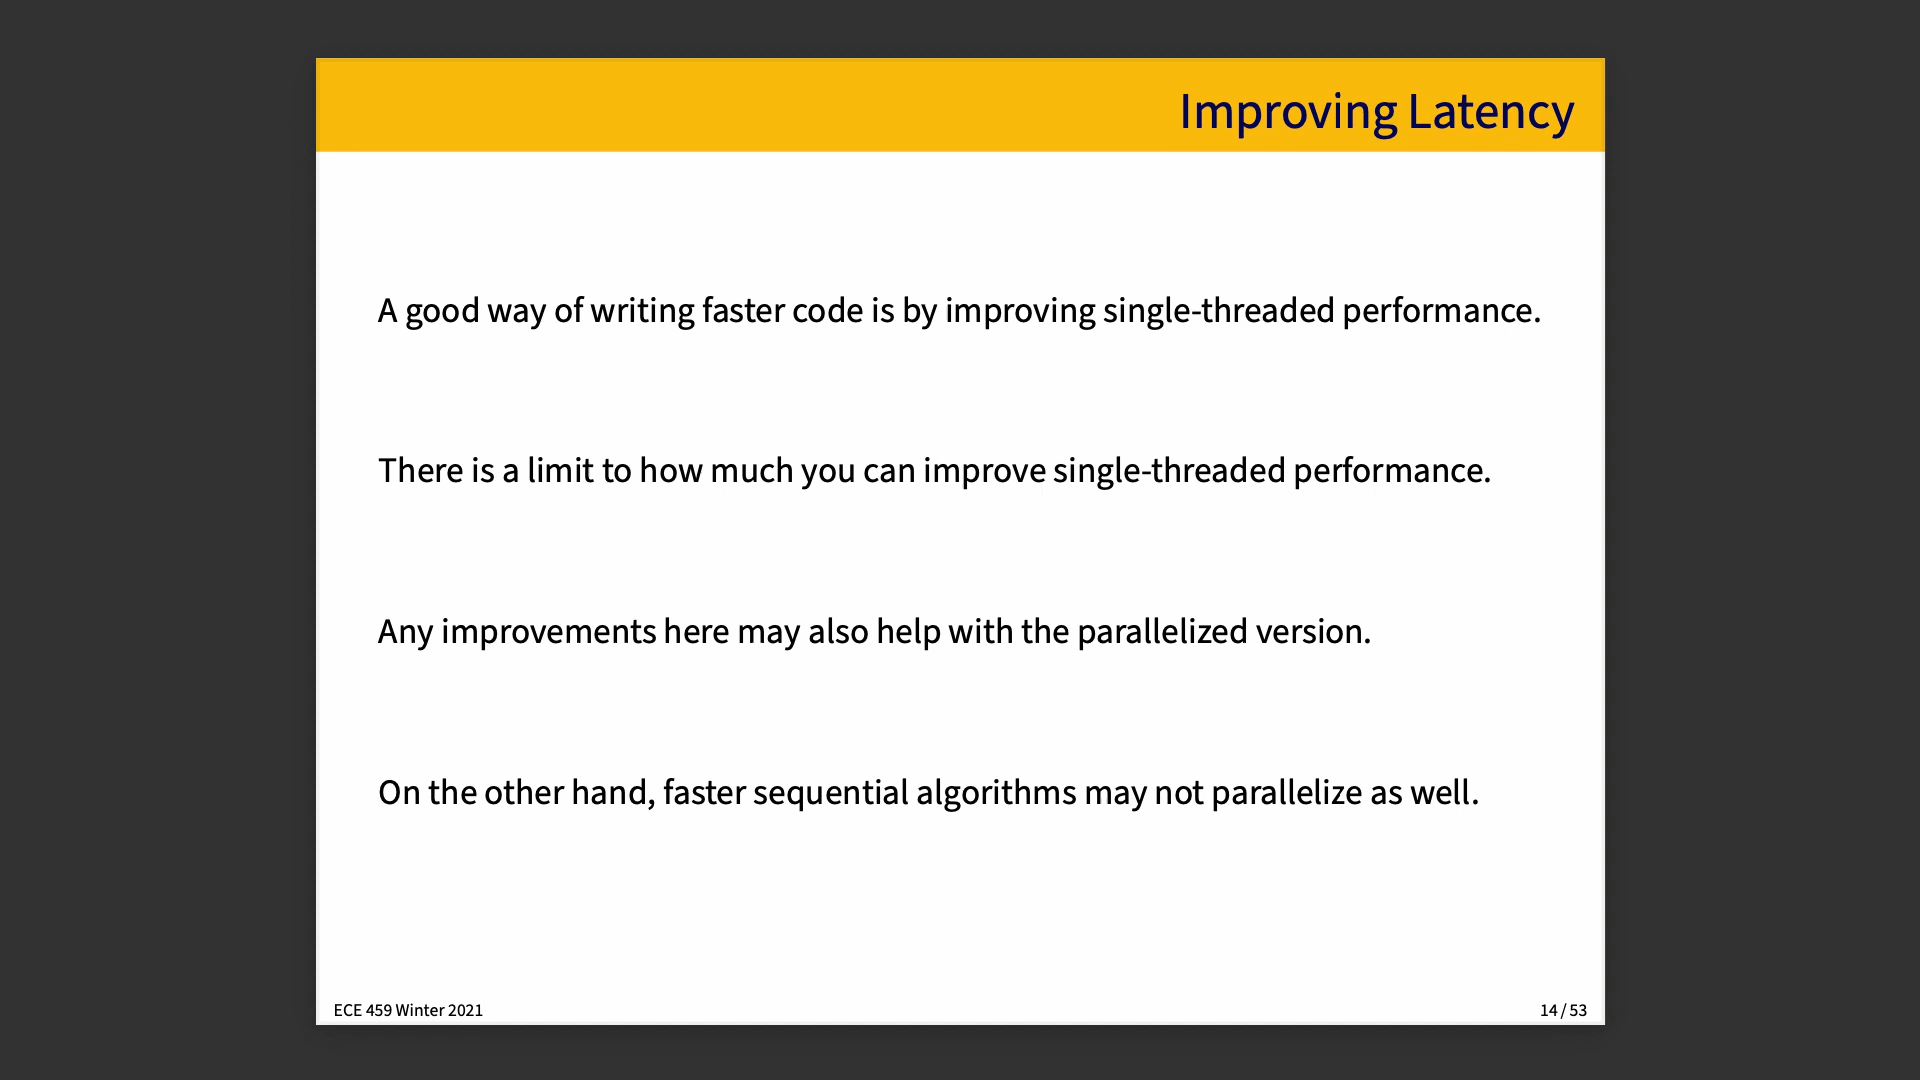 Improving Latency
A good way of writing faster code is by improving single-threaded performance.
There is a limit to how much you can improve single-threaded performance.
Any improvements here may also help with the parallelized version.
On the other hand, faster sequential algorithms may not parallelize as well.
ECE 459 Winter 2021
14 / 53